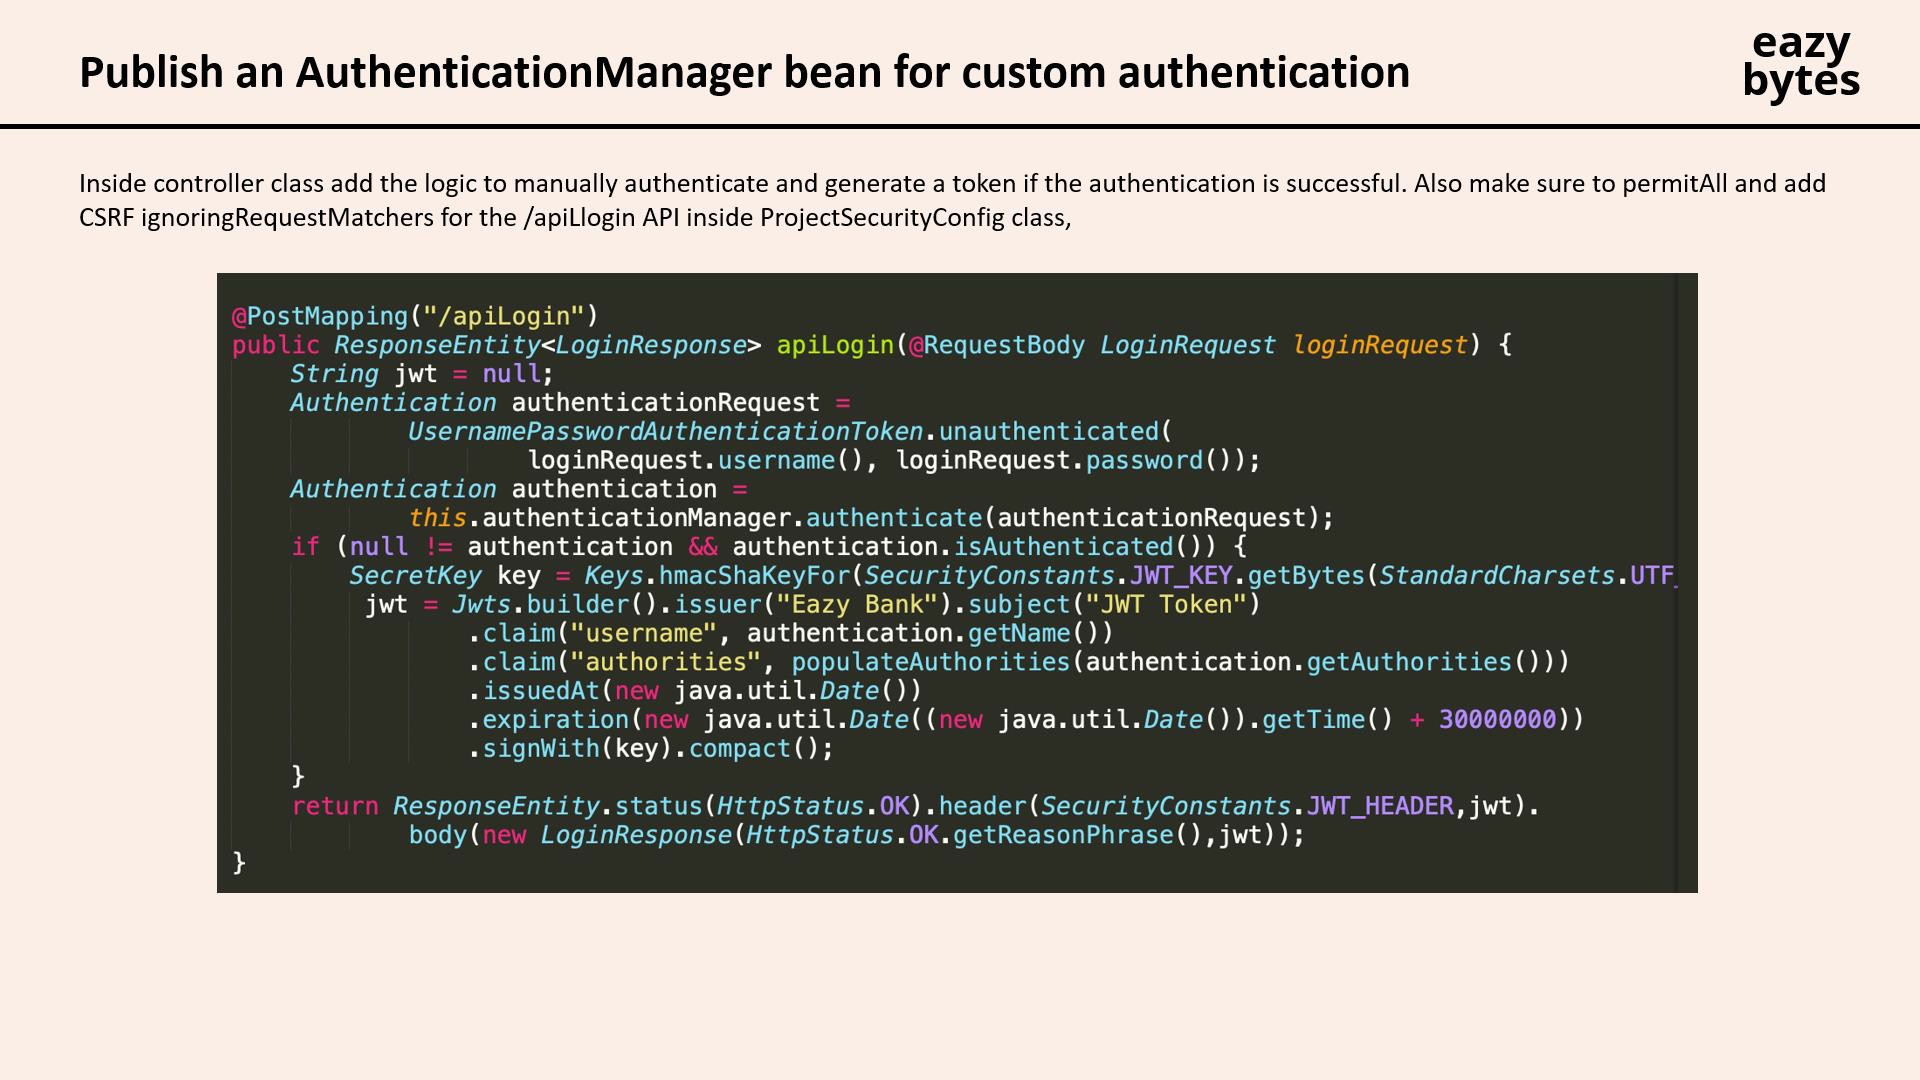 Publish an AuthenticationManager bean for custom authentication
eazy
bytes
Inside controller class add the logic to manually authenticate and generate a token if the authentication is successful. Also make sure to permitAll and add
CSRF ignoringRequestMatchers for the /apiLlogin API inside ProjectSecurityConfig class,
@PostMapping("/apiLogin")
public ResponseEntity<LoginResponse> apiLogin(@RequestBody LoginRequest loginRequest) {
    String jwt = null;
    Authentication authenticationRequest =
            UsernamePasswordAuthenticationToken.unauthenticated(
                    loginRequest.username(), loginRequest.password());
    Authentication authentication =
            this.authenticationManager.authenticate(authenticationRequest);
    if (null != authentication && authentication.isAuthenticated()) {
        SecretKey key = Keys.hmacShaKeyFor(SecurityConstants.JWT_KEY.getBytes(StandardCharsets.UTF_
         jwt = Jwts.builder().issuer("Eazy Bank").subject("JWT Token")
                .claim("username", authentication.getName())
                .claim("authorities", populateAuthorities(authentication.getAuthorities()))
                .issuedAt(new java.util.Date())
                .expiration(new java.util.Date((new java.util.Date()).getTime() + 30000000))
                .signWith(key).compact();
    }
    return ResponseEntity.status(HttpStatus.OK).header(SecurityConstants.JWT_HEADER,jwt).
            body(new LoginResponse(HttpStatus.OK.getReasonPhrase(),jwt));
}